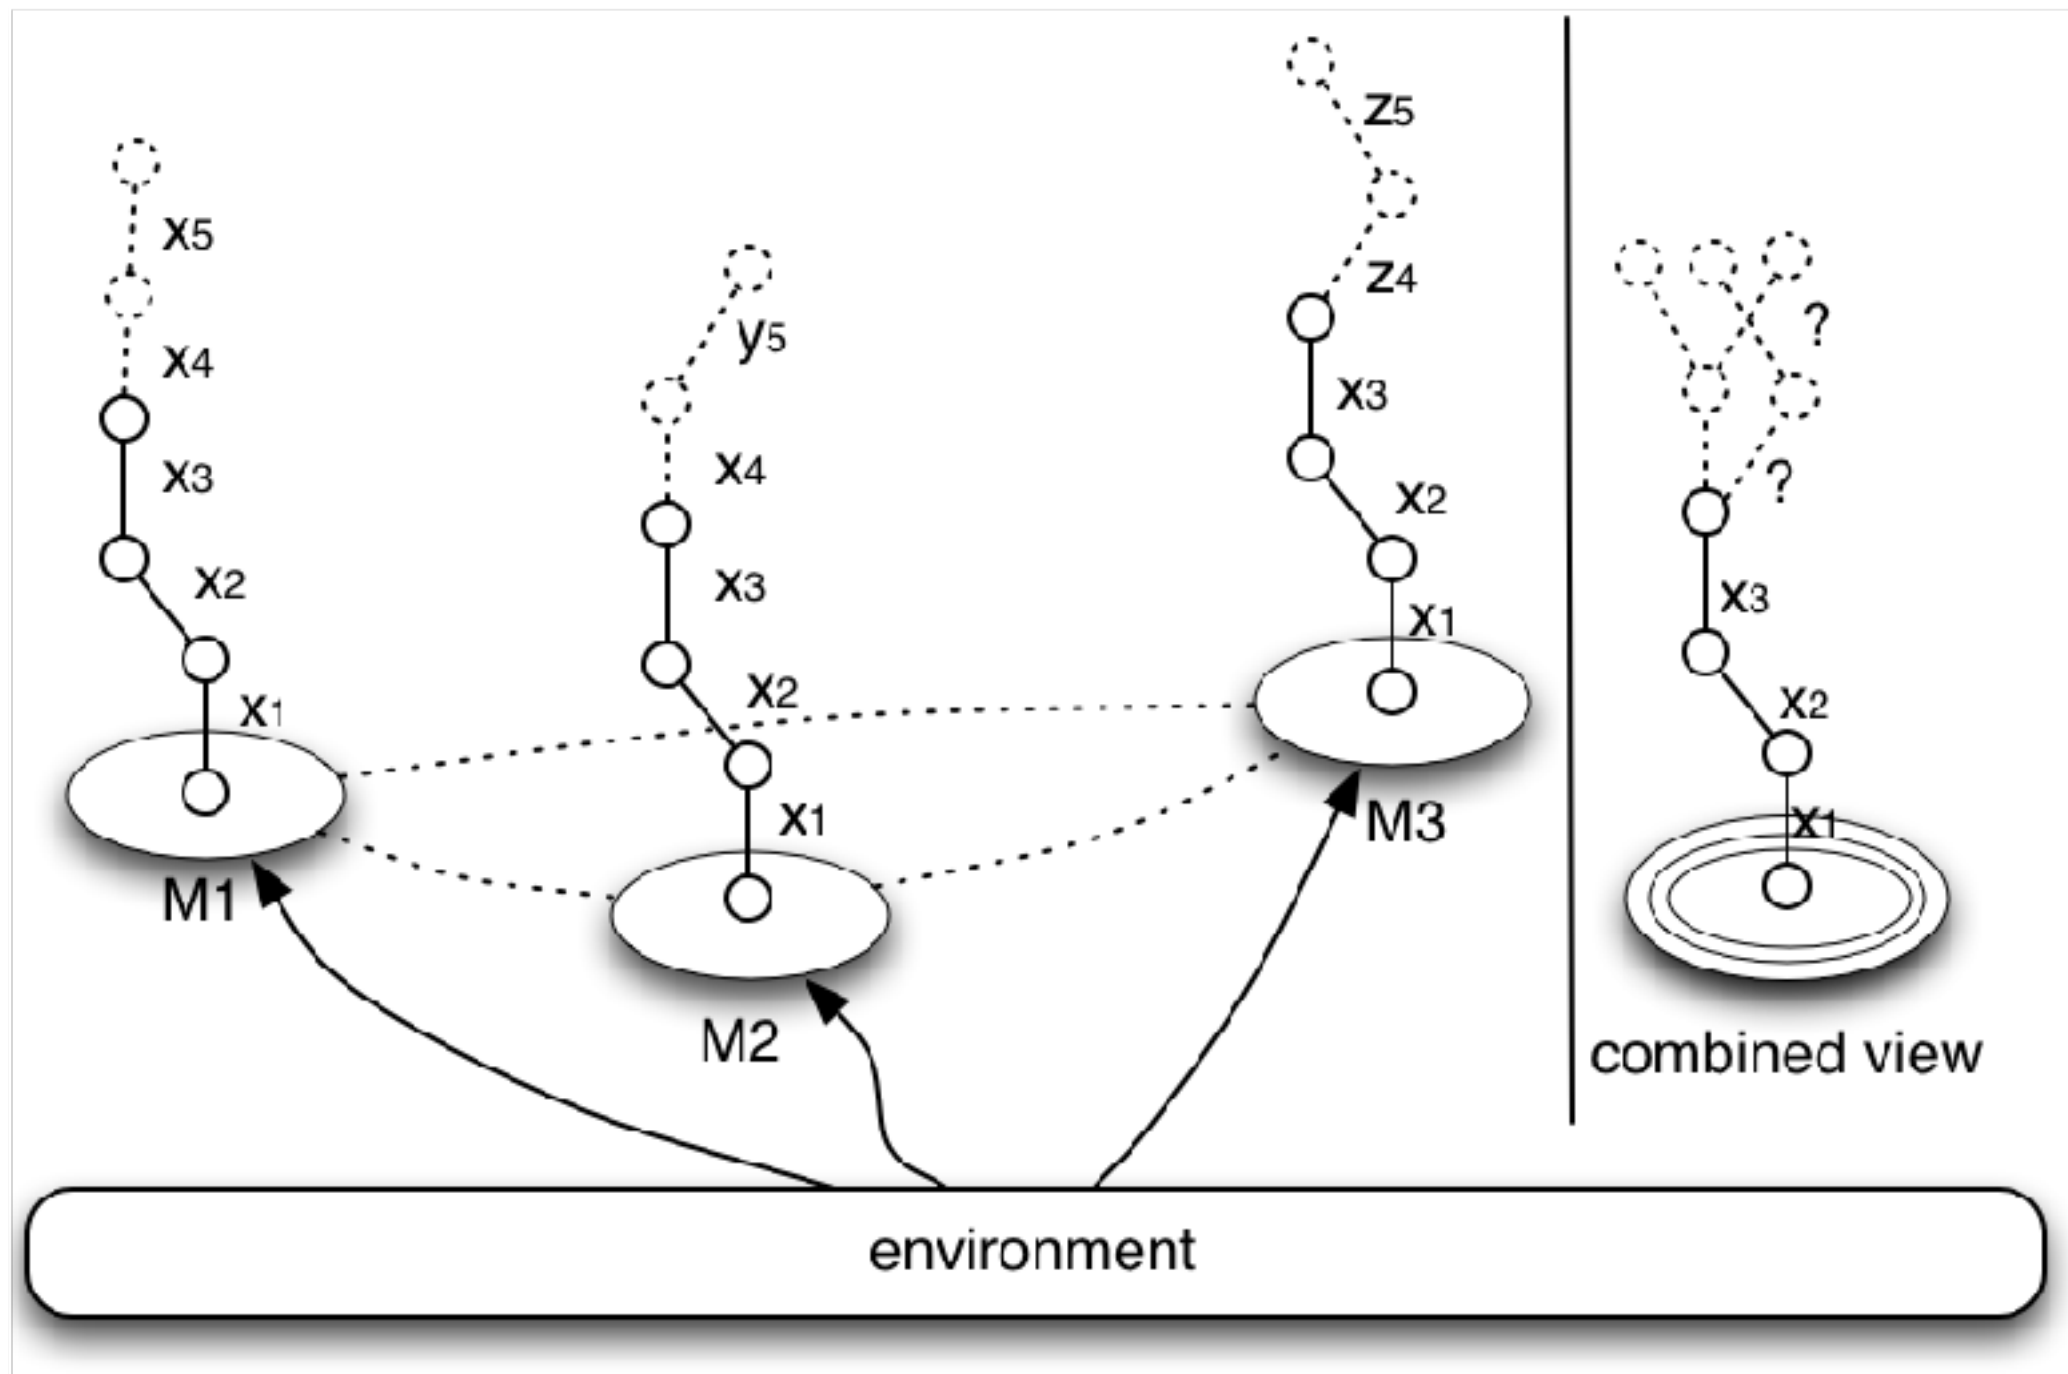 x5
x4
x3
x2
x1
M1
y5
x4
x3
x2
x1
M2
z5
z4
x3
x2
x1
M3
?
?
x3
x2
x1
combined view
environment